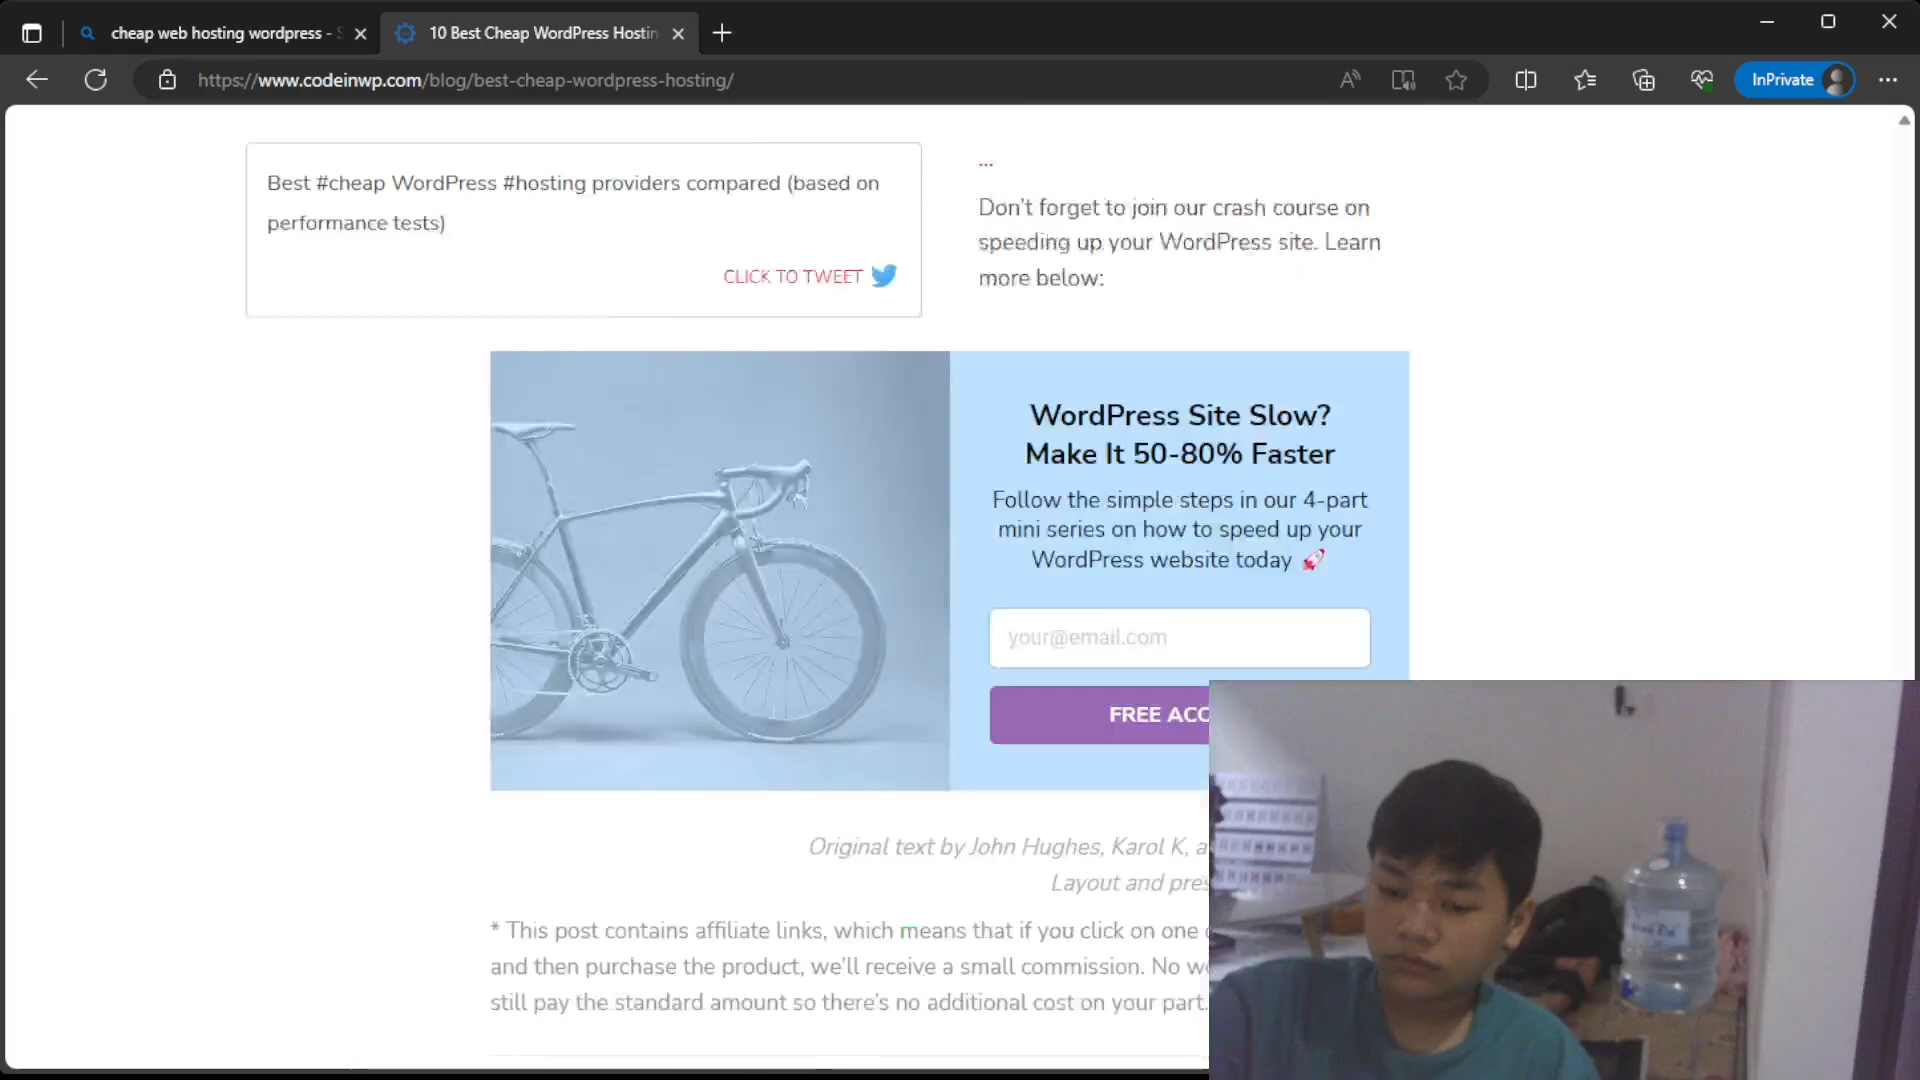 cheap web hosting wordpress -
10 Best Cheap WordPress Hostin
https://www.codeinwp.com/blog/best-cheap-wordpress-hosting/
InPrivate
Best #cheap WordPress #hosting providers compared (based on
performance tests)
CLICK TO TWEET
...
Don't forget to join our crash course on
speeding up your WordPress site. Learn
more below:
WordPress Site Slow?
Make It 50-80% Faster
Follow the simple steps in our 4-part
mini series on how to speed up your
WordPress website today 🚀
your@email.com
FREE ACC
Original text by John Hughes, Karol K, a
Layout and pres
* This post contains affiliate links, which means that if you click on one
and then purchase the product, we'll receive a small commission. No w
still pay the standard amount so there's no additional cost on your part.